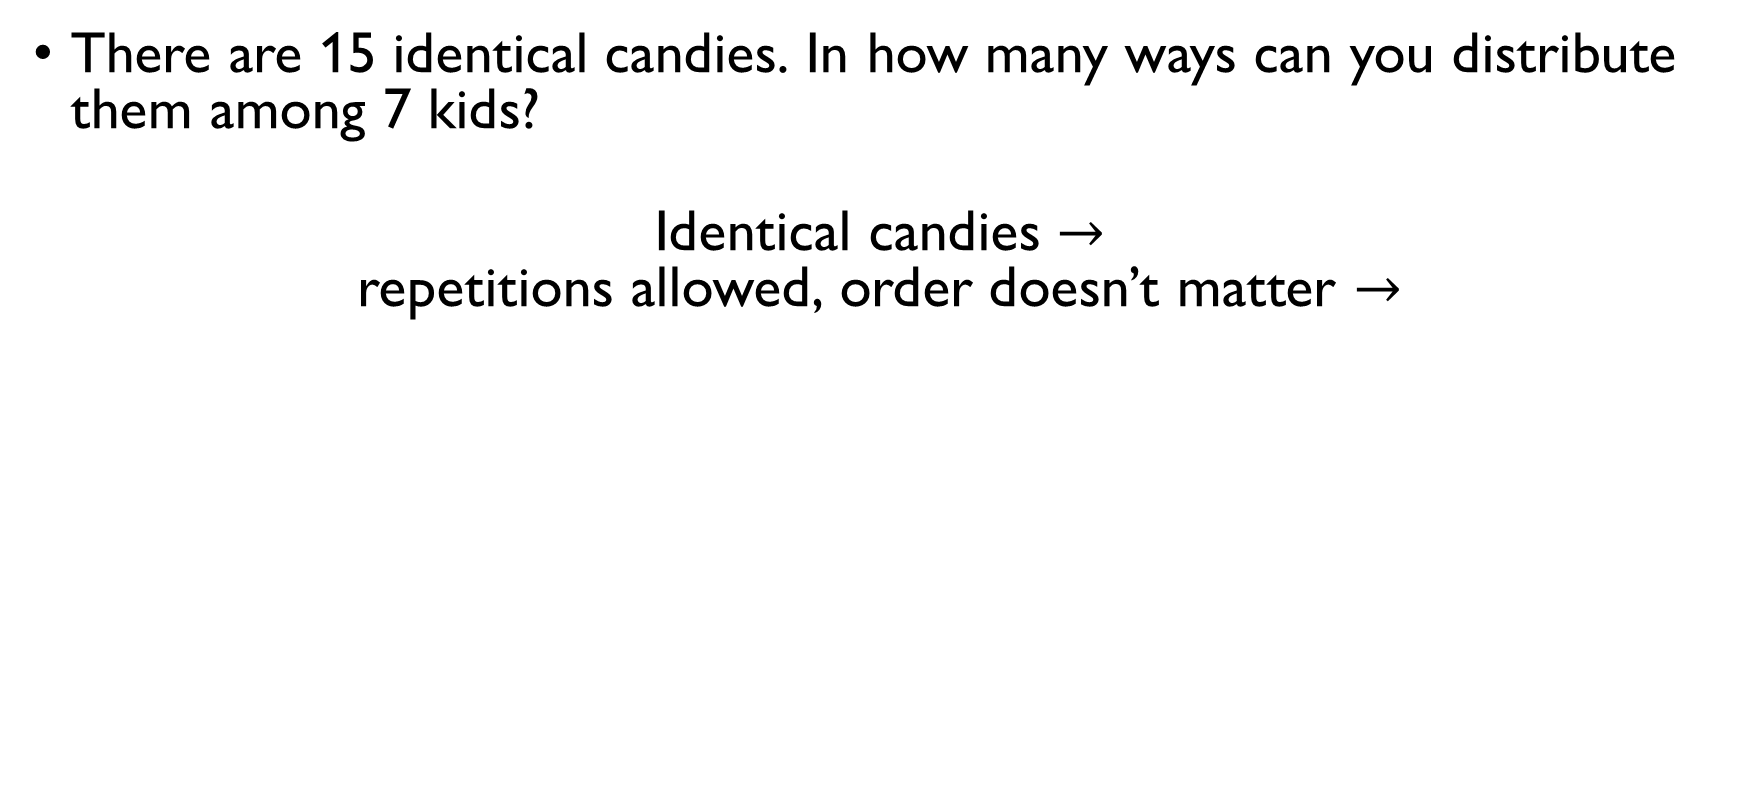 • There are 15 identical candies. In how many ways can you distribute
them among 7 kids?
Identical candies →
repetitions allowed, order doesn’t matter →